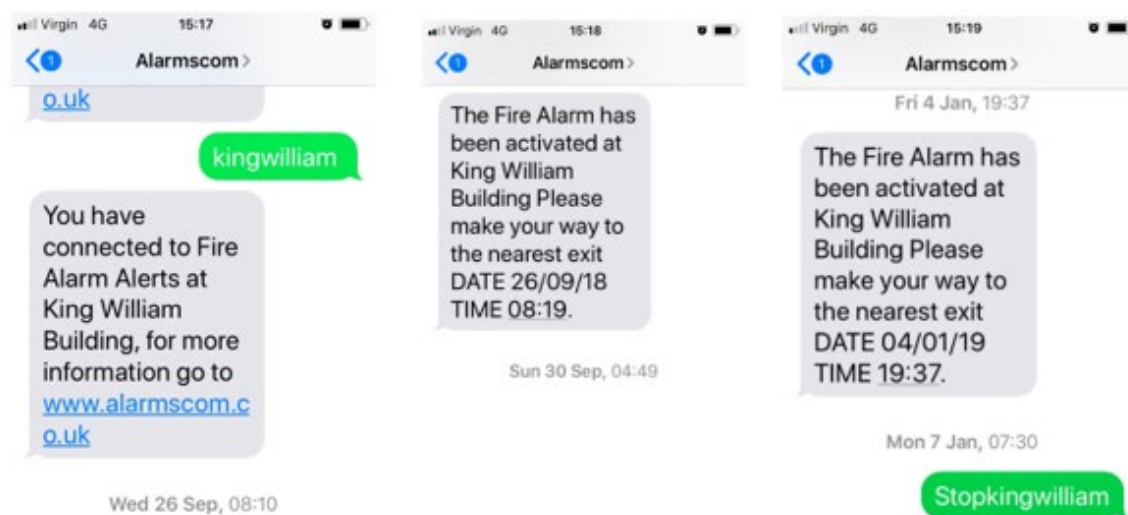 Virgin 4G 15:17
1 Alarmscom >
o.uk
kingwilliam
You have
connected to Fire
Alarm Alerts at
King William
Building, for more
information go to
www.alarmscom.c
o.uk
Wed 26 Sep, 08:10
Virgin 4G 15:18
1 Alarmscom >
The Fire Alarm has
been activated at
King William
Building Please
make your way to
the nearest exit
DATE 26/09/18
TIME 08:19.
Sun 30 Sep, 04:49
Virgin 4G 15:19
1 Alarmscom >
Fri 4 Jan, 19:37
The Fire Alarm has
been activated at
King William
Building Please
make your way to
the nearest exit
DATE 04/01/19
TIME 19:37.
Mon 7 Jan, 07:30
Stopkingwilliam